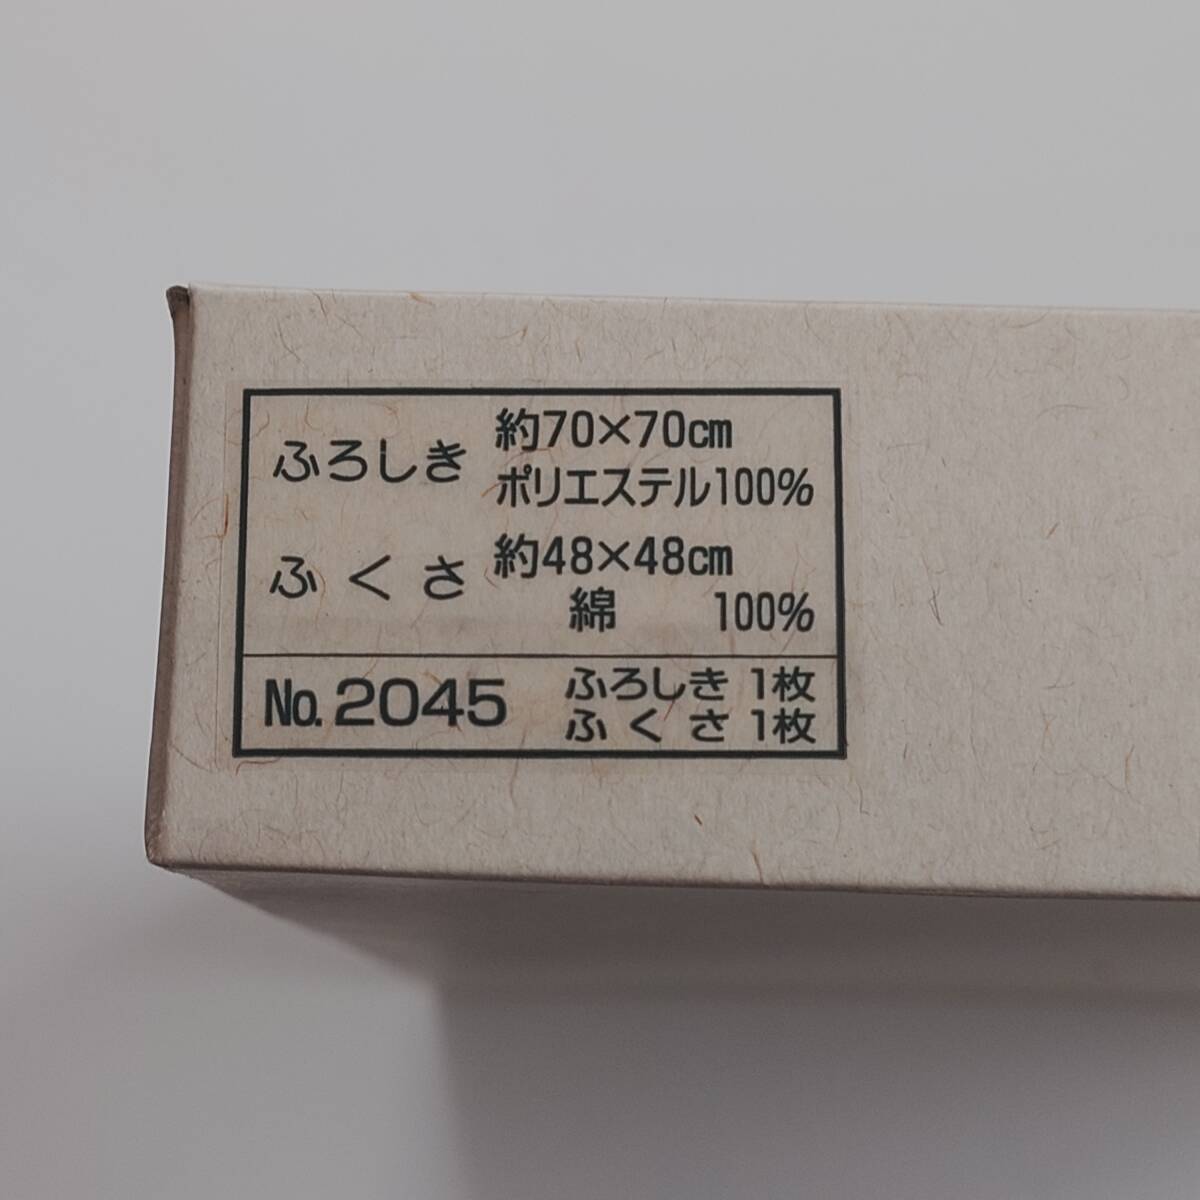 ふろしき 約70×70cm
ポリエステル100%
ふくさ 約48×48cm
綿 100%
No.2045 ふろしき 1枚
ふくさ 1枚